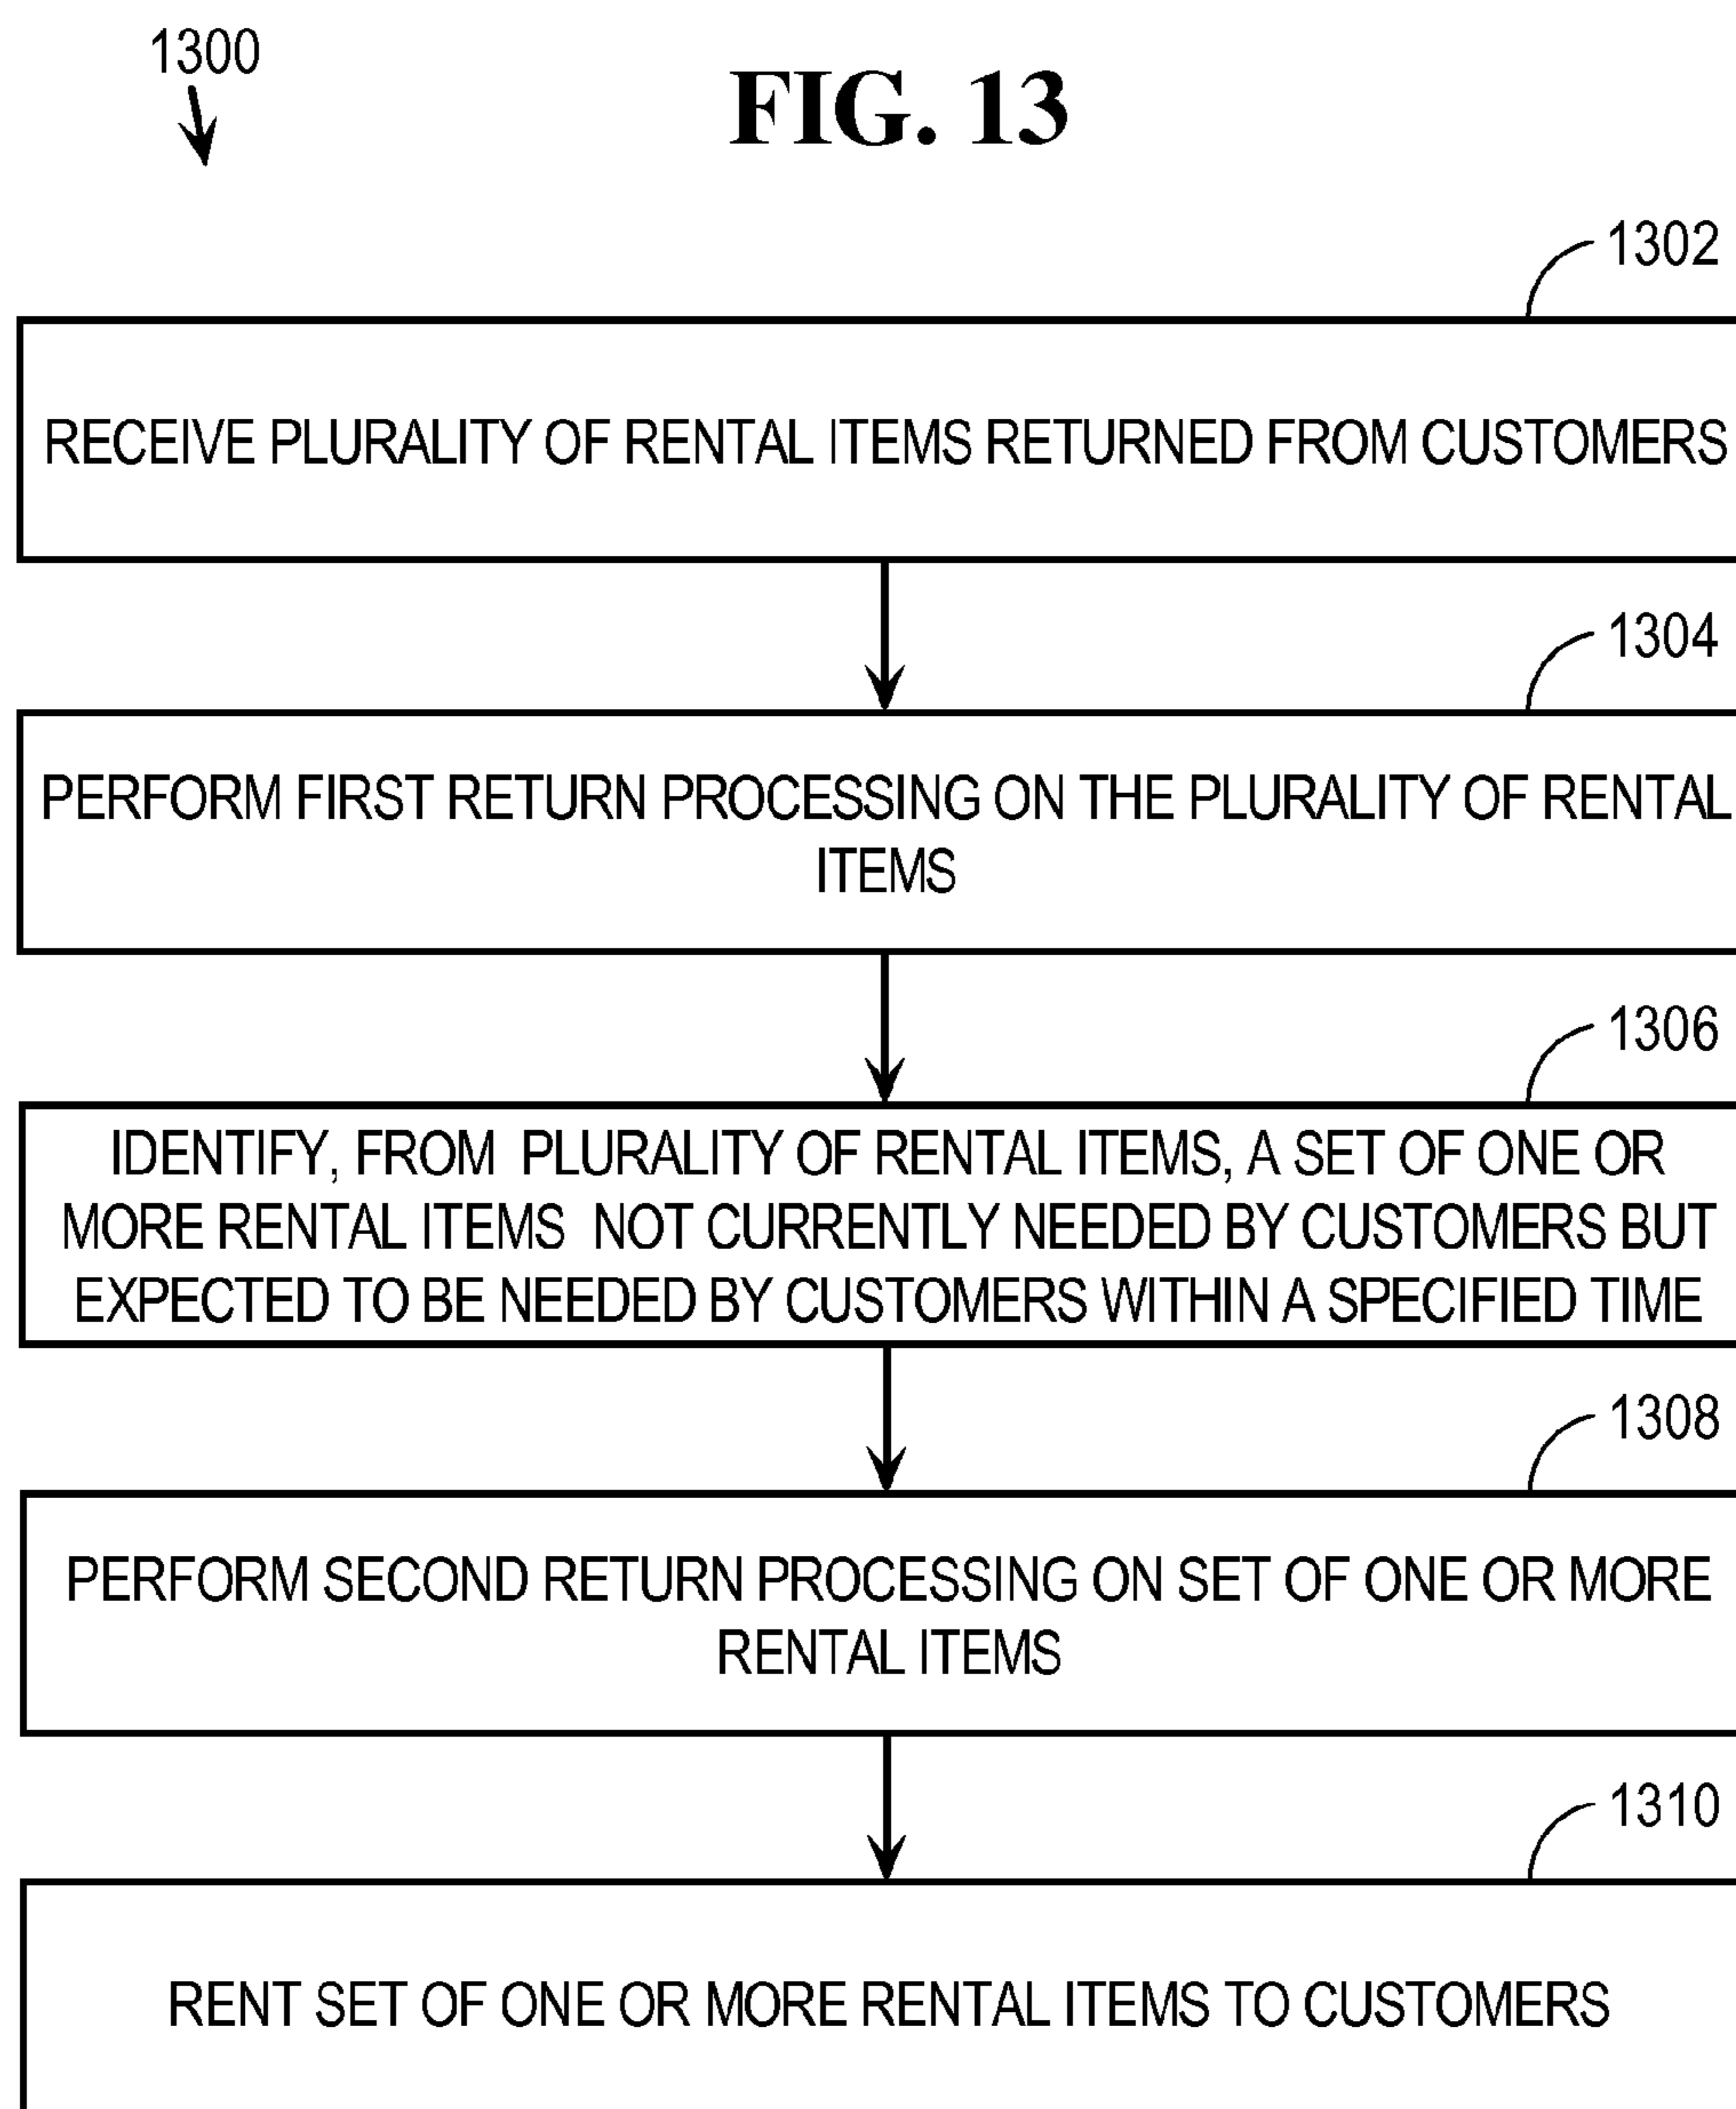 1300
FIG. 13
1302
RECEIVE PLURALITY OF RENTAL ITEMS RETURNED FROM CUSTOMERS
1304
PERFORM FIRST RETURN PROCESSING ON THE PLURALITY OF RENTAL
ITEMS
1306
IDENTIFY, FROM PLURALITY OF RENTAL ITEMS, A SET OF ONE OR
MORE RENTAL ITEMS NOT CURRENTLY NEEDED BY CUSTOMERS BUT
EXPECTED TO BE NEEDED BY CUSTOMERS WITHIN A SPECIFIED TIME
1308
PERFORM SECOND RETURN PROCESSING ON SET OF ONE OR MORE
RENTAL ITEMS
1310
RENT SET OF ONE OR MORE RENTAL ITEMS TO CUSTOMERS